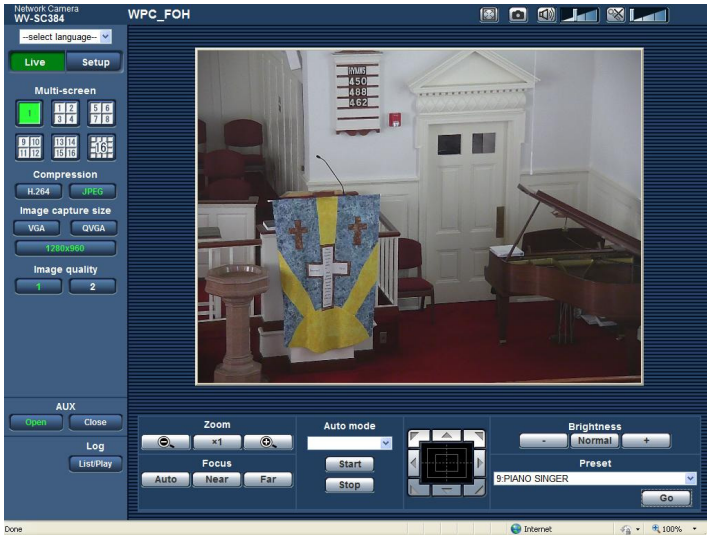 Network Camera
WV-SC384
WPC_FOH
--select language--
Live
Setup
Multi-screen
1
1 2
3 4
5 6
7 8
9 10
11 12
13 14
15 16
16
Compression
H.264
JPEG
Image capture size
VGA
QVGA
1280x960
Image quality
1
2
HYMNS
450
488
462
AUX
Open
Close
Log
List/Play
Zoom
×1
Focus
Auto
Near
Far
Auto mode
Start
Stop
Brightness
-
Normal
+
Preset
9:PIANO SINGER
Go
Done
Internet
100%